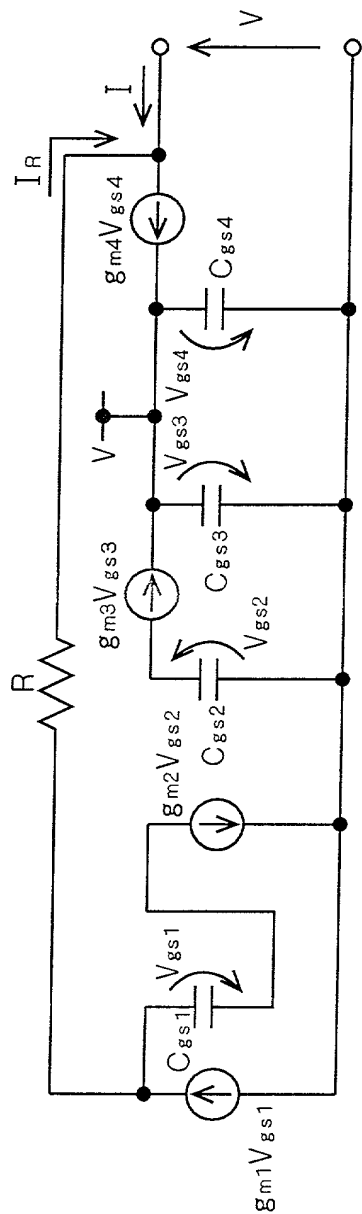 R
I_R
I
V
V
g_m1V_gs1
C_gs1
V_gs1
g_m2V_gs2
C_gs2
V_gs2
g_m3V_gs3
C_gs3
V_gs3
V_gs4
C_gs4
g_m4V_gs4